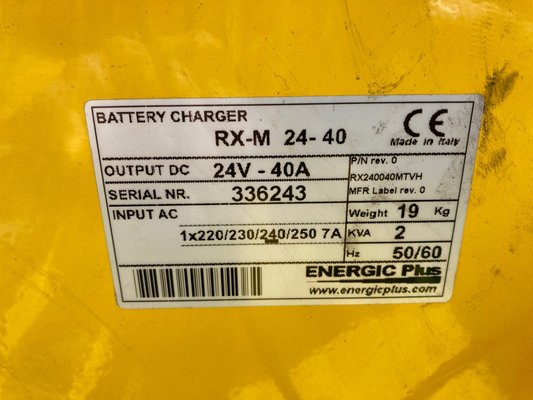 BATTERY CHARGER
RX-M 24-40
CE
Made in Italy
OUTPUT DC 24V - 40A
P/N rev. 0
RX240040MTVH
MFR Label rev. 0
SERIAL NR. 336243
INPUT AC
1x220/230/240/250 7A
Weight 19 Kg
KVA 2
Hz 50/60
ENERGIC Plus
www.energicplus.com